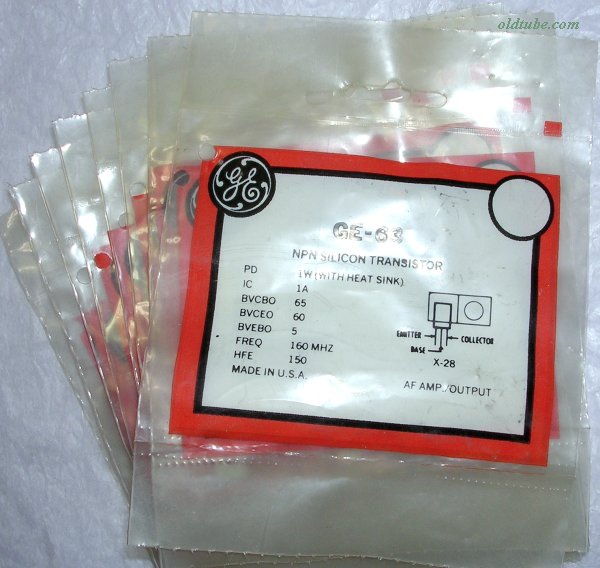 oldtube.com
GE
GE-63
NPN SILICON TRANSISTOR
PD 1W (WITH HEAT SINK)
IC 1A
BVCBO 65
BVCEO 60
BVEBO 5
FREQ 160 MHZ
HFE 150
MADE IN U.S.A.
EMITTER COLLECTOR
BASE
X-28
AF AMP./OUTPUT